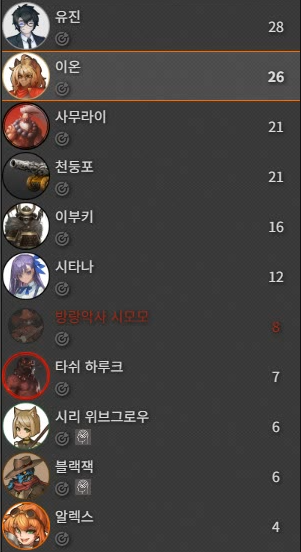 유진
28
이온
26
사무라이
21
천둥포
21
이부키
16
시타나
12
방랑악사 시모모
8
타쉬 하루크
7
시리 위브그로우
6
블랙잭
6
알렉스
4